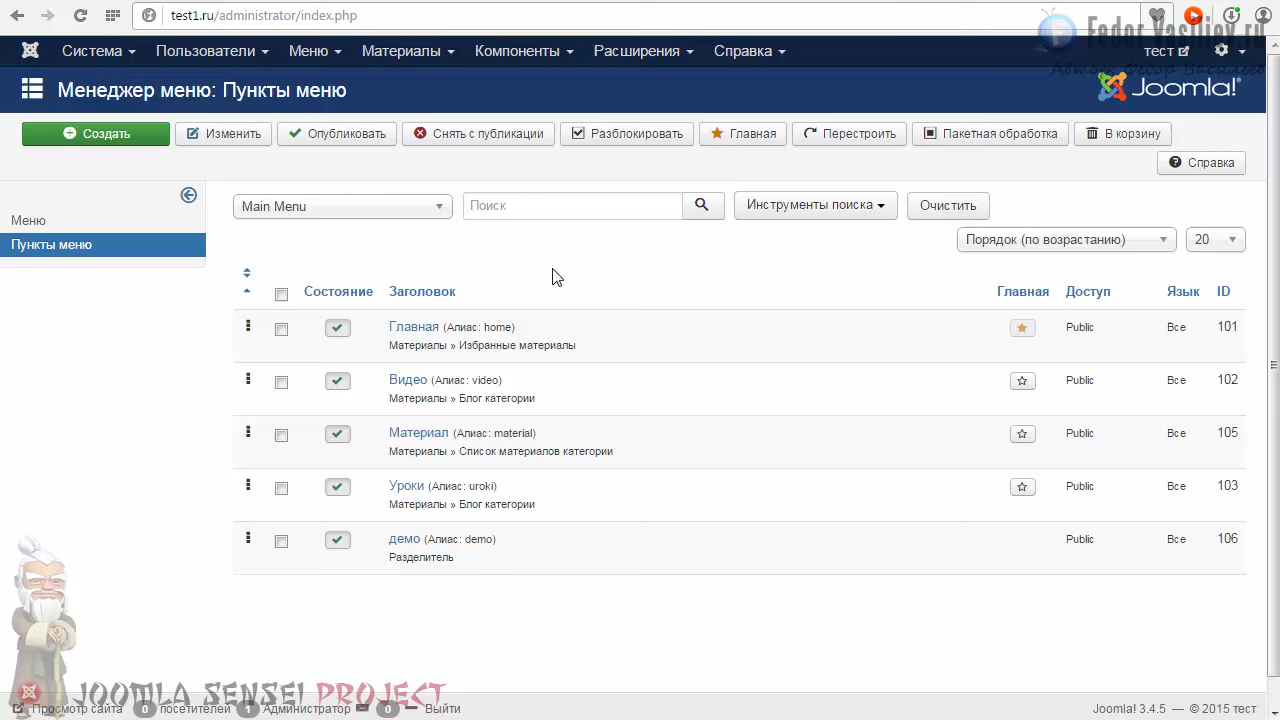 test1.ru/administrator/index.php
Fedor Vasiliev.ru
Автор: Федор Васильев
Система Пользователи Меню Материалы Компоненты Расширения Справка тест
Менеджер меню: Пункты меню
Joomla!®
Создать Изменить Опубликовать Снять с публикации Разблокировать Главная Перестроить Пакетная обработка В корзину
Справка
Меню
Пункты меню
Main Menu Поиск Инструменты поиска Очистить
Порядок (по возрастанию) 20
Состояние Заголовок Главная Доступ Язык ID
Главная (Алиас: home) Public Все 101
Материалы » Избранные материалы
Видео (Алиас: video) Public Все 102
Материалы » Блог категории
Материал (Алиас: material) Public Все 105
Материалы » Список материалов категории
Уроки (Алиас: uroki) Public Все 103
Материалы » Блог категории
демо (Алиас: demo) Public Все 106
Разделитель
JOOMLA SENSEI PROJECT
Просмотр сайта 0 посетителей 1 Администратор 0 Выйти Joomla! 3.4.5 — © 2015 тест